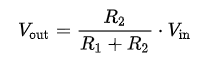 V_out = R_2 / (R_1 + R_2) · V_in